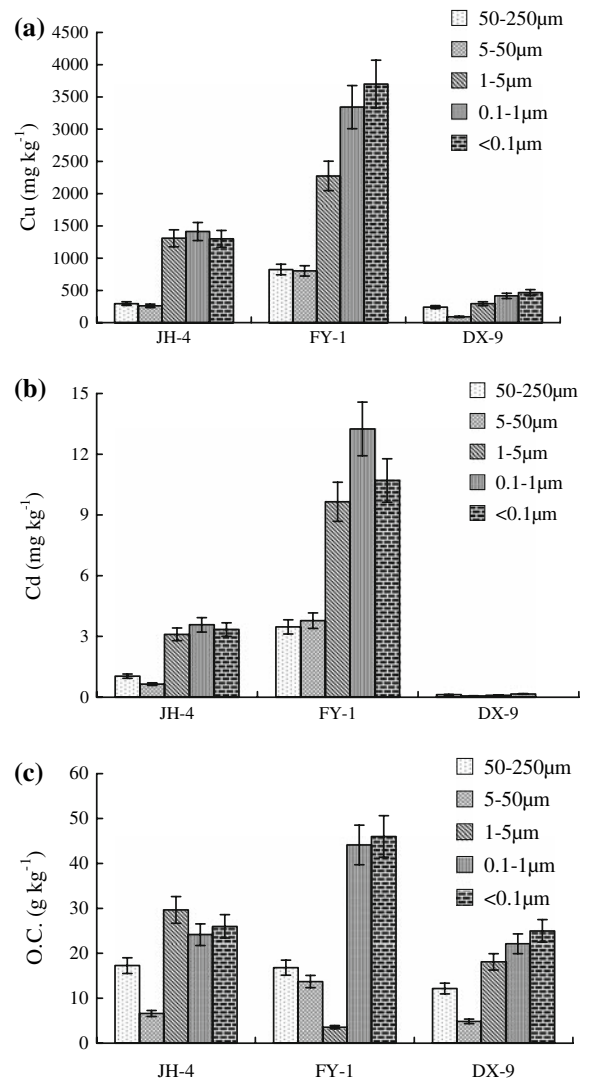 (a)
50-250µm
5-50µm
1-5µm
0.1-1µm
<0.1µm
4500
4000
3500
3000
2500
2000
1500
1000
500
0
Cu (mg kg⁻¹)
JH-4 FY-1 DX-9
(b)
50-250µm
5-50µm
1-5µm
0.1-1µm
<0.1µm
15
12
9
6
3
0
Cd (mg kg⁻¹)
JH-4 FY-1 DX-9
(c)
50-250µm
5-50µm
1-5µm
0.1-1µm
<0.1µm
60
50
40
30
20
10
0
O.C. (g kg⁻¹)
JH-4 FY-1 DX-9